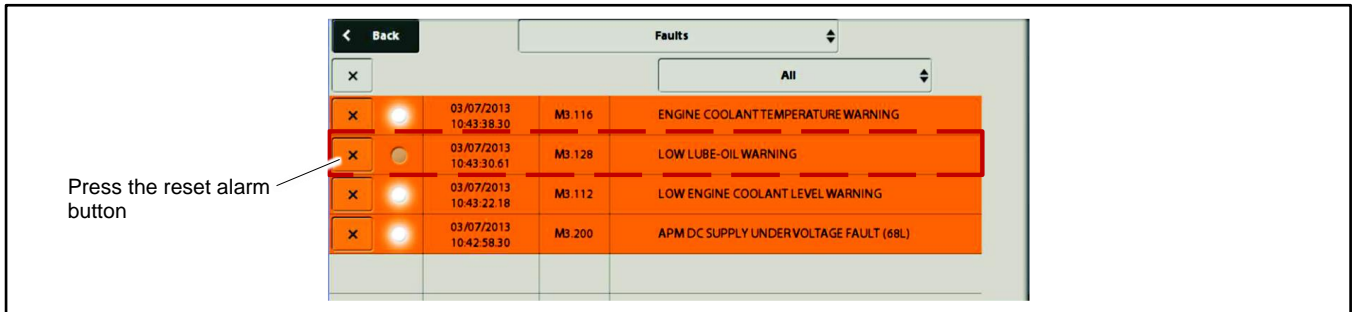 < Back
Faults
×
All
× 03/07/2013 10:43:38.30 M3.116 ENGINE COOLANT TEMPERATURE WARNING
× 03/07/2013 10:43:30.61 M3.128 LOW LUBE-OIL WARNING
× 03/07/2013 10:43:22.18 M3.112 LOW ENGINE COOLANT LEVEL WARNING
× 03/07/2013 10:42:58.30 M3.200 APM DC SUPPLY UNDER VOLTAGE FAULT (68L)
Press the reset alarm
button